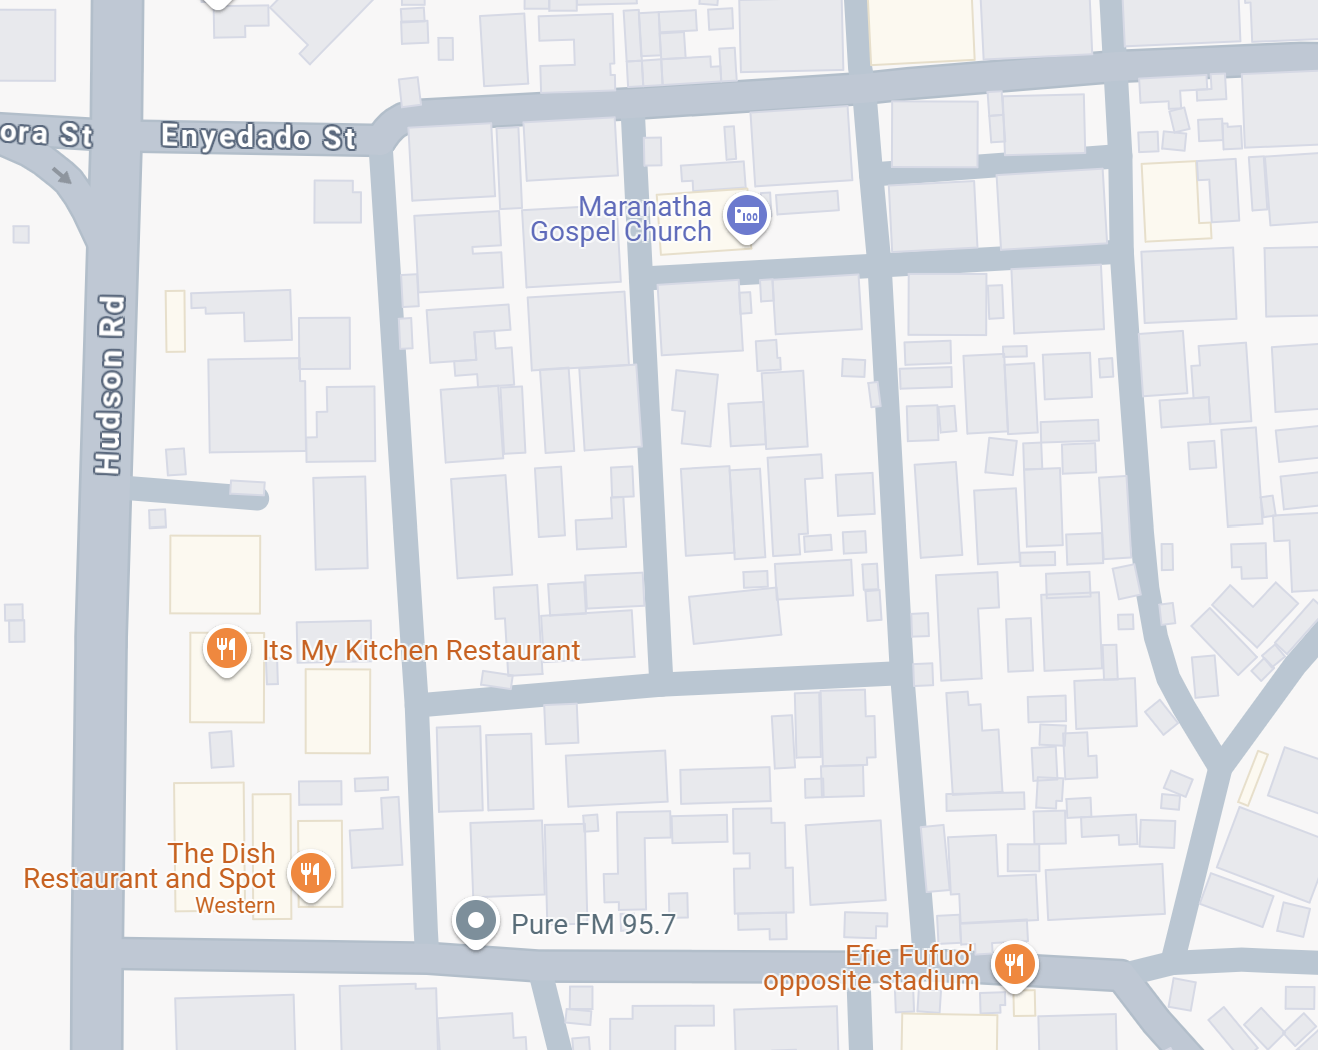 ora St
Enyedado St
Maranatha
Gospel Church
100
Hudson Rd
Its My Kitchen Restaurant
The Dish
Restaurant and Spot
Western
Pure FM 95.7
Efie Fufuo'
opposite stadium